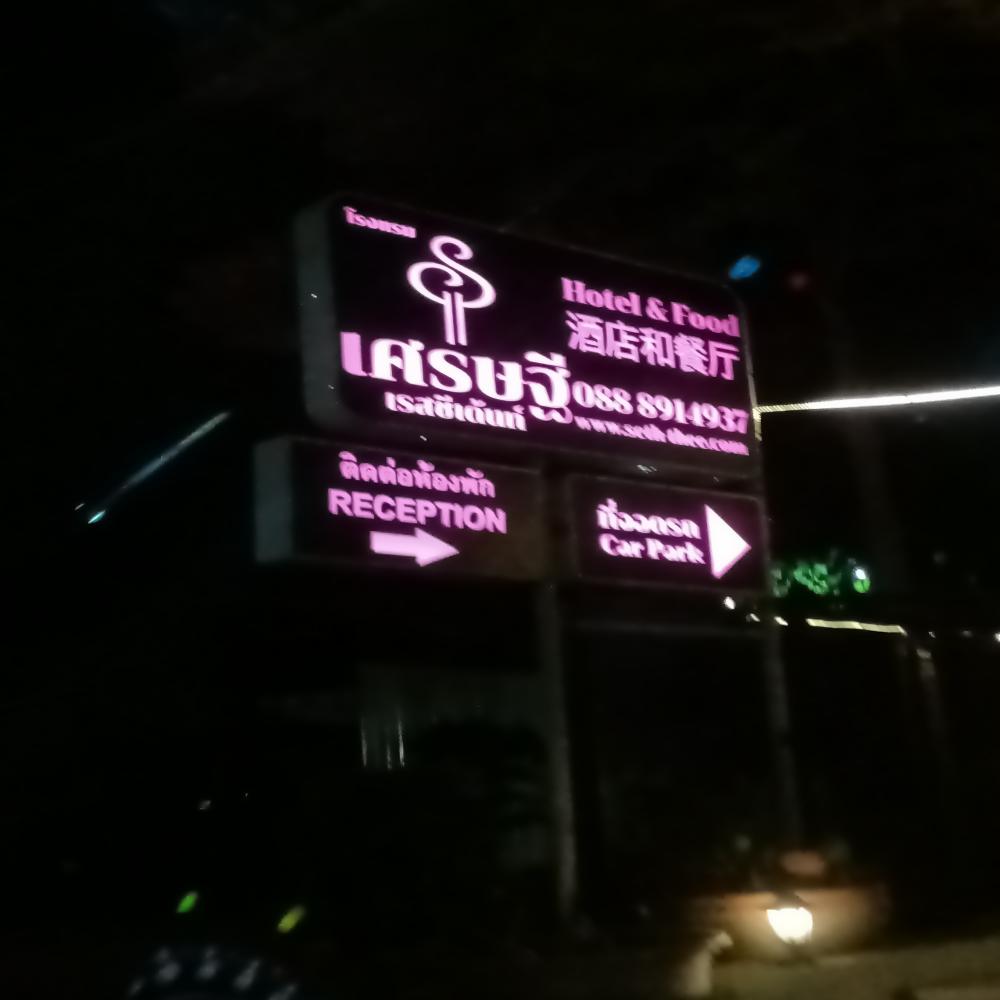 โรงแรม
เศรษฐี
เรสซิเด้นท์
Hotel & Food
酒店和餐厅
088 8914937
www.seth-thee.com
ติดต่อห้องพัก
RECEPTION
ที่จอดรถ
Car Park